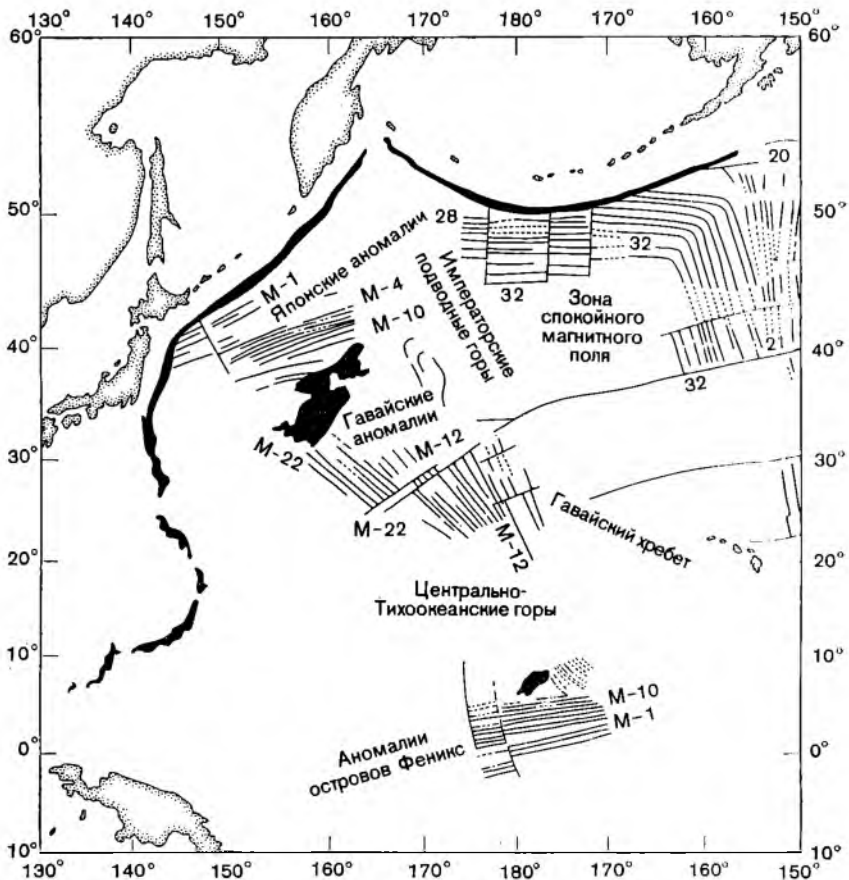 130° 140° 150° 160° 170° 180° 170° 160° 150°
60° 60°
20
50° 50°
28
32
32
Японские аномалии
М-1
М-4
М-10
Императорские
подводные горы
Зона
спокойного
магнитного
поля
40° 40°
21
32
Гавайские
аномалии
М-12
М-22
30° 30°
М-22
М-12
Гавайский хребет
20° 20°
Центрально-
Тихоокеанские горы
10° 10°
М-10
М-1
0° 0°
Аномалии
островов Феникс
10° 10°
130° 140° 150° 160° 170° 180° 170° 160° 150°